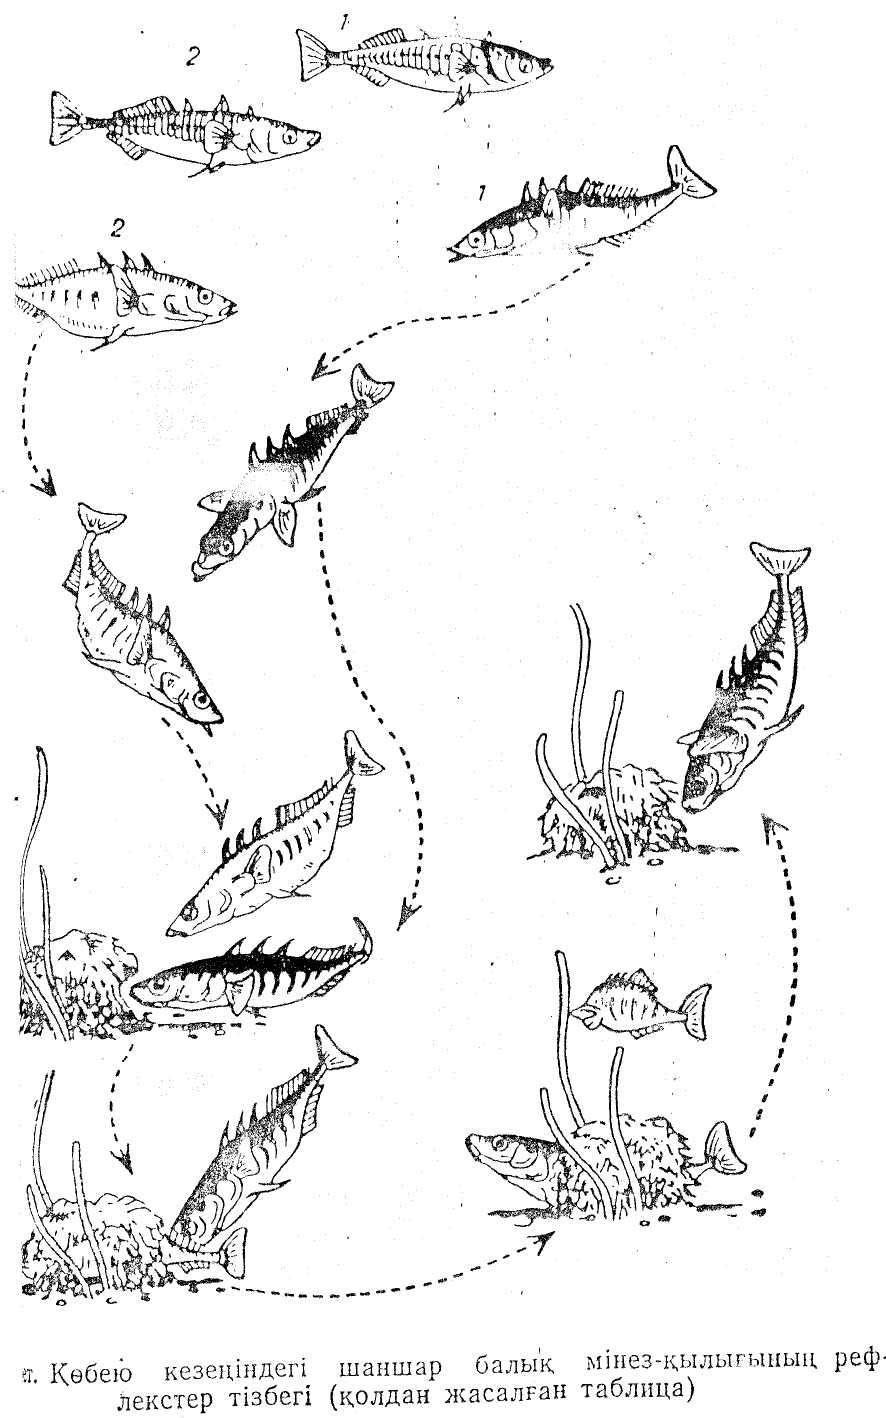 1
2
1
2
т. Көбею кезеңіндегі шаншар балық мінез-қылығының реф-
лекстер тізбегі (қолдан жасалған таблица)